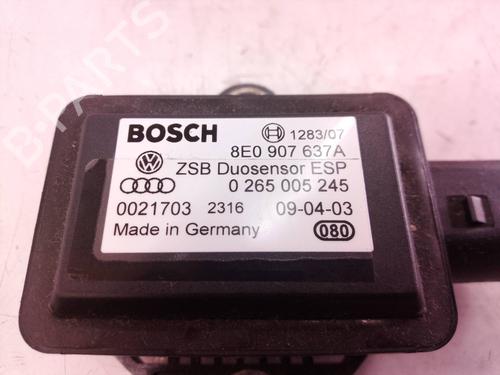 B-PARTS
BOSCH 1283/07
8E0 907 637A
ZSB Duosensor ESP
0 265 005 245
0021703 2316 09-04-03
Made in Germany 080